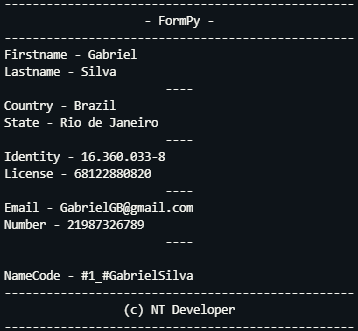 --------------------------------------------------
- FormPy -
--------------------------------------------------
Firstname - Gabriel
Lastname - Silva
----
Country - Brazil
State - Rio de Janeiro
----
Identity - 16.360.033-8
License - 68122880820
----
Email - GabrielGB@gmail.com
Number - 21987326789
----
NameCode - #1_#GabrielSilva
--------------------------------------------------
(c) NT Developer
--------------------------------------------------